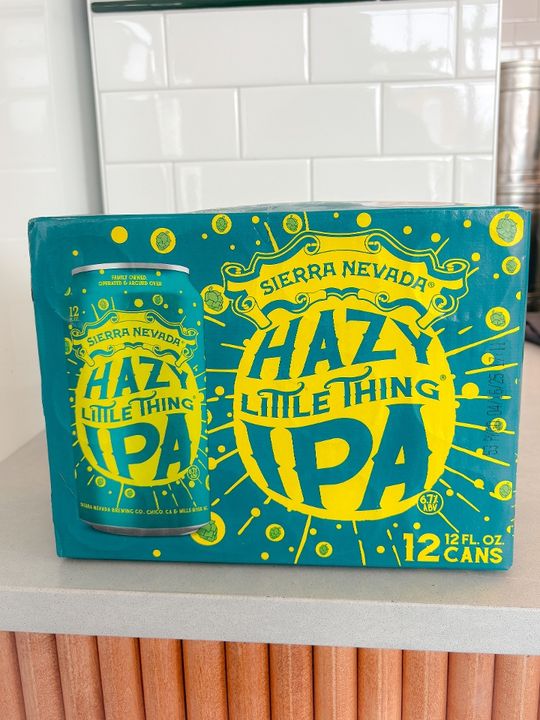 FAMILY OWNED,
OPERATED & ARGUED OVER
12
SIERRA NEVADA
HAZY
LITTLE THING
IPA
SIERRA NEVADA BREWING CO. CHICO, CA & MILLS RIVER, NC
SIERRA NEVADA®
HAZY
LITTLE THING®
IPA
6.7%
ABV
12 12 FL. OZ.
CANS